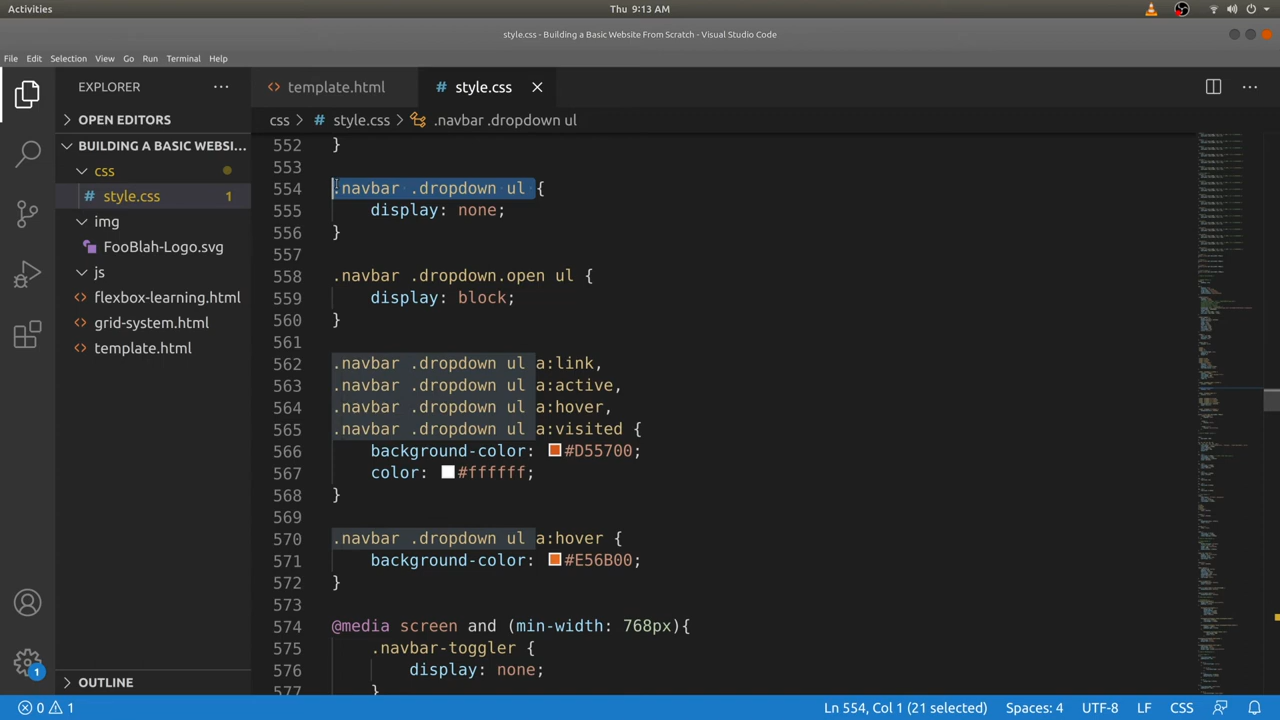 Activities
Thu 9:13 AM
style.css - Building a Basic Website From Scratch - Visual Studio Code
File Edit Selection View Go Run Terminal Help
EXPLORER
template.html
style.css
OPEN EDITORS
css > style.css > .navbar .dropdown ul
BUILDING A BASIC WEBSI...
css
style.css 1
img
FooBlah-Logo.svg
js
flexbox-learning.html
grid-system.html
template.html
OUTLINE
552 }
553
554 .navbar .dropdown ul {
555 display: none;
556 }
557
558 .navbar .dropdown.open ul {
559 display: block;
560 }
561
562 .navbar .dropdown ul a:link,
563 .navbar .dropdown ul a:active,
564 .navbar .dropdown ul a:hover,
565 .navbar .dropdown ul a:visited {
566 background-color: #D55700;
567 color: #ffffff;
568 }
569
570 .navbar .dropdown ul a:hover {
571 background-color: #E56B00;
572 }
573
574 @media screen and (min-width: 768px){
575 .navbar-toggler {
576 display: none;
577 }
1
0 1
Ln 554, Col 1 (21 selected)
Spaces: 4
UTF-8
LF
CSS